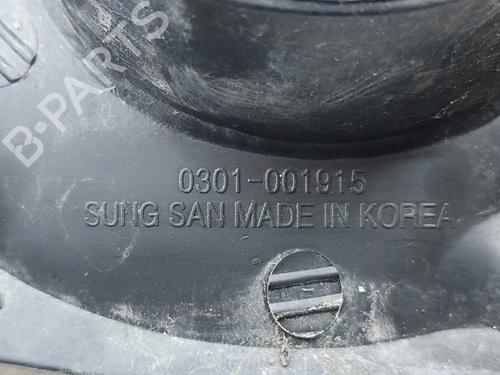 B-PARTS
0301-001915
SUNG SAN MADE IN KOREA